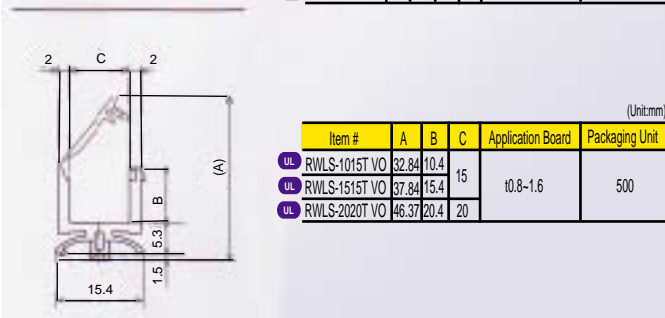 2 C 2
(A)
B
5.3
1.5
15.4
(Unit:mm)
Item # A B C Application Board Packaging Unit
UL RWLS-1015T VO 32.84 10.4 15 t0.8~1.6 500
UL RWLS-1515T VO 37.84 15.4
UL RWLS-2020T VO 46.37 20.4 20